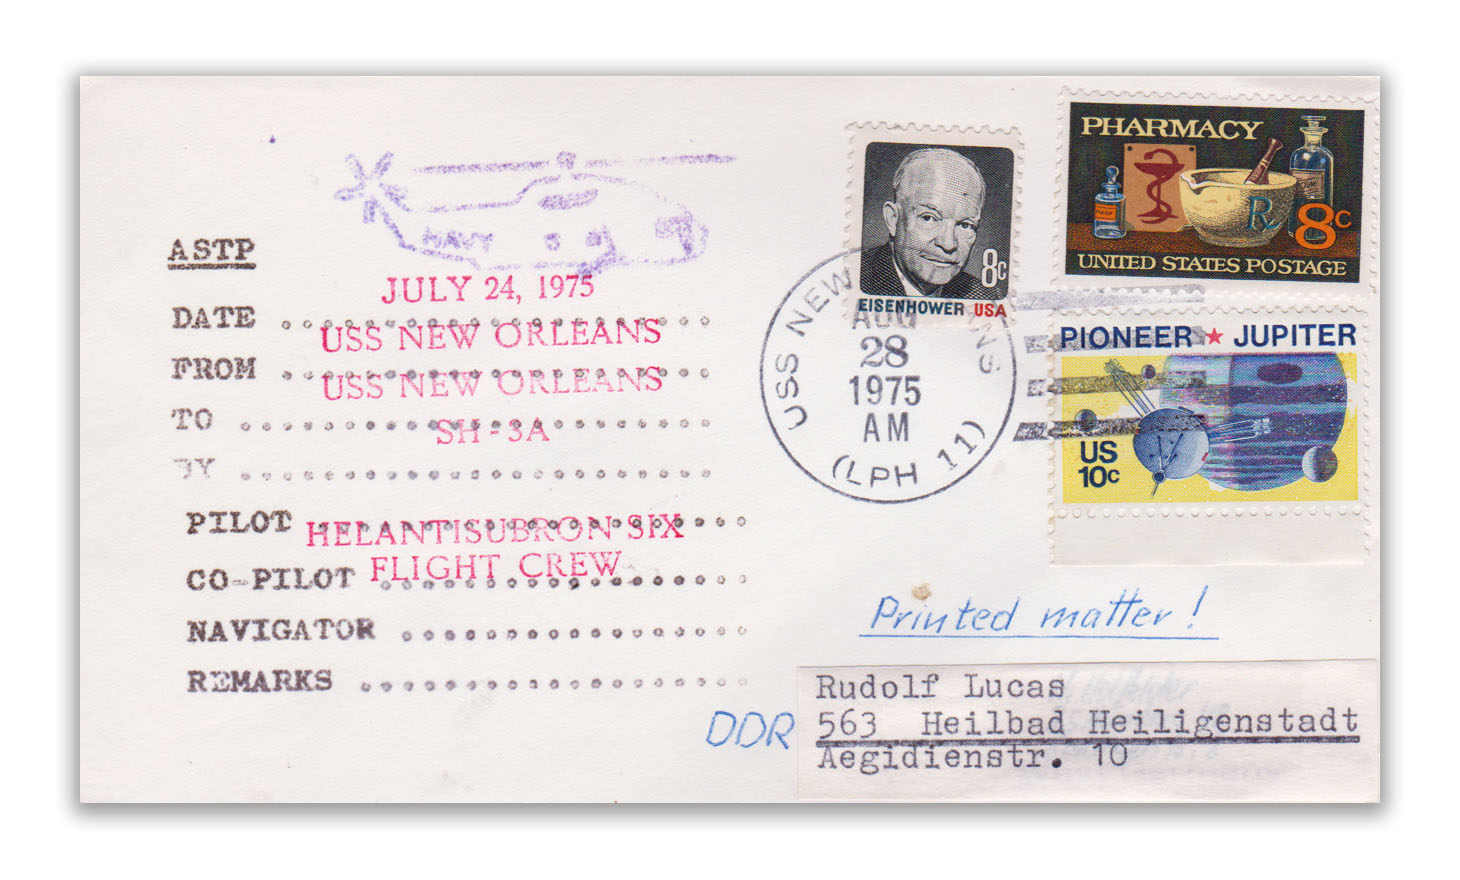 NAVY
ASTP
JULY 24, 1975
DATE ....................
USS NEW ORLEANS
FROM ....................
USS NEW ORLEANS
TO ......................
SH-3A
BY ......................
PILOT ....................
HELANTISUBRON SIX
CO-PILOT ..................
FLIGHT CREW
NAVIGATOR .................
REMARKS ...................
EISENHOWER USA
8c
PHARMACY
R
8c
UNITED STATES POSTAGE
PIONEER ★ JUPITER
US
10c
USS NEW ORLEANS
AUG
28
1975
AM
(LPH 11)
Printed matter!
DDR
Rudolf Lucas
563 Heilbad Heiligenstadt
Aegidienstr. 10